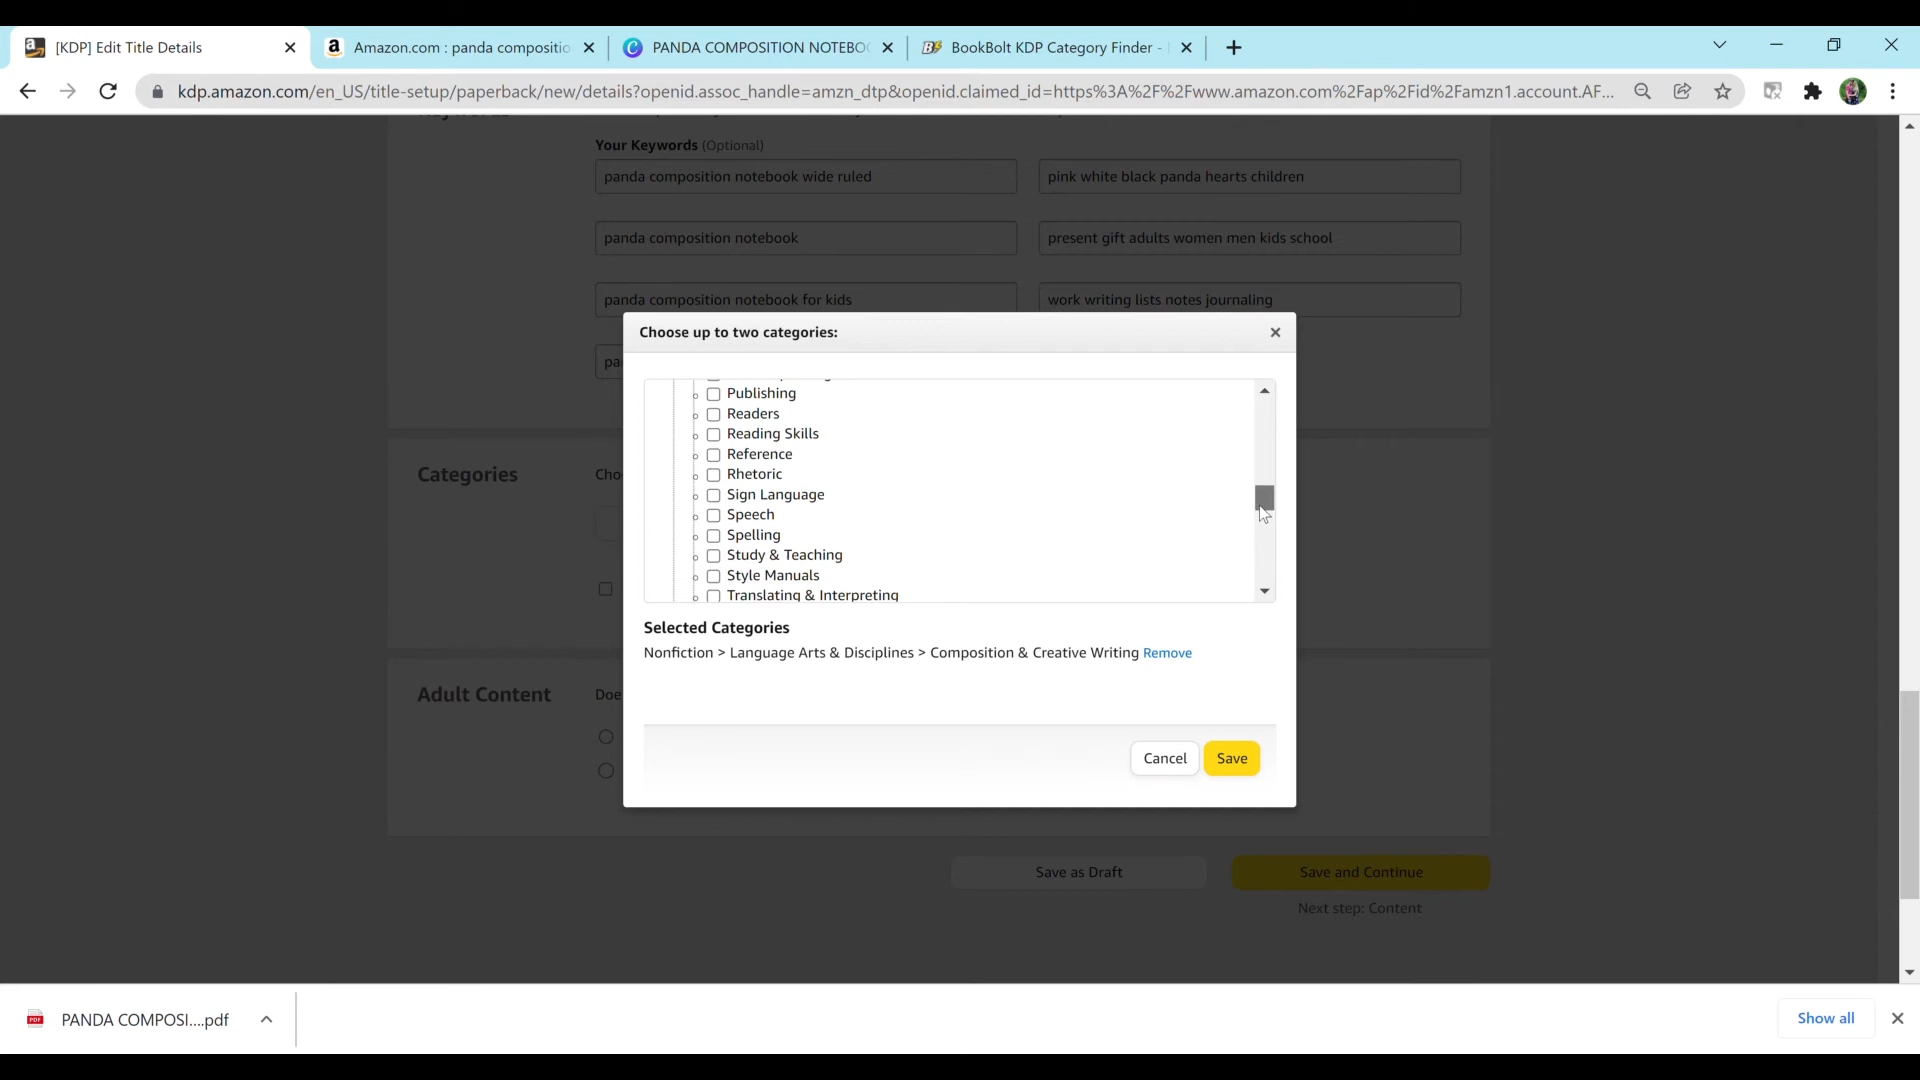 [KDP] Edit Title Details
Amazon.com : panda compositio
PANDA COMPOSITION NOTEBO
BookBolt KDP Category Finder -
kdp.amazon.com/en_US/title-setup/paperback/new/details?openid.assoc_handle=amzn_dtp&openid.claimed_id=https%3A%2F%2Fwww.amazon.com%2Fap%2Fid%2Famzn1.account.AF...
Your Keywords (Optional)
panda composition notebook wide ruled
pink white black panda hearts children
panda composition notebook
present gift adults women men kids school
panda composition notebook for kids
work writing lists notes journaling
pa
Choose up to two categories:
Publishing
Readers
Reading Skills
Reference
Rhetoric
Sign Language
Speech
Spelling
Study & Teaching
Style Manuals
Translating & Interpreting
Selected Categories
Nonfiction > Language Arts & Disciplines > Composition & Creative Writing Remove
Cancel
Save
Categories
Cho
Adult Content
Doe
Save as Draft
Save and Continue
Next step: Content
PDF
PANDA COMPOSI....pdf
Show all